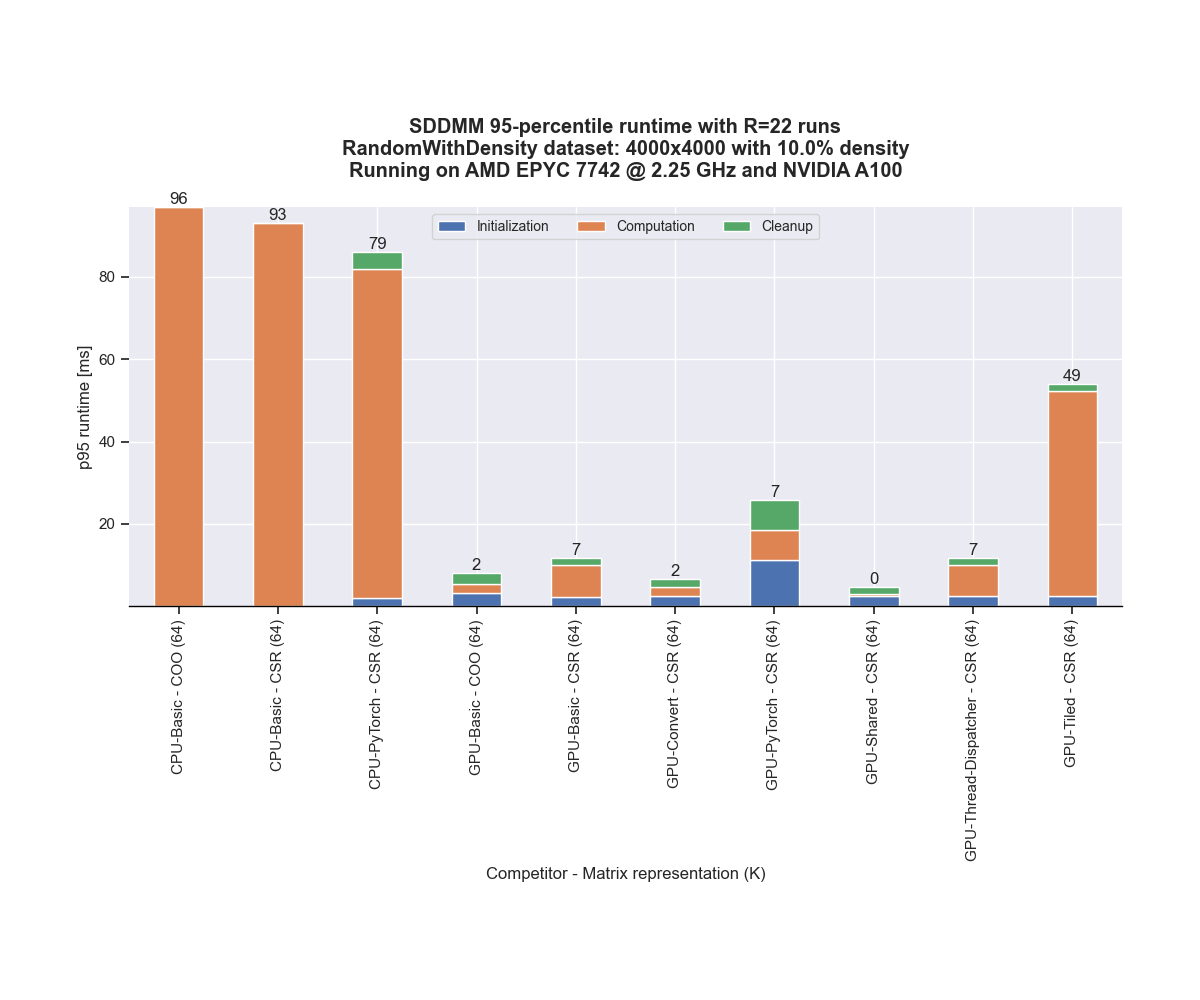 SDDMM 95-percentile runtime with R=22 runs
RandomWithDensity dataset: 4000x4000 with 10.0% density
Running on AMD EPYC 7742 @ 2.25 GHz and NVIDIA A100
Initialization Computation Cleanup
96
93
79
2
7
2
7
0
7
49
p95 runtime [ms]
80
60
40
20
CPU-Basic - COO (64)
CPU-Basic - CSR (64)
CPU-PyTorch - CSR (64)
GPU-Basic - COO (64)
GPU-Basic - CSR (64)
GPU-Convert - CSR (64)
GPU-PyTorch - CSR (64)
GPU-Shared - CSR (64)
GPU-Thread-Dispatcher - CSR (64)
GPU-Tiled - CSR (64)
Competitor - Matrix representation (K)